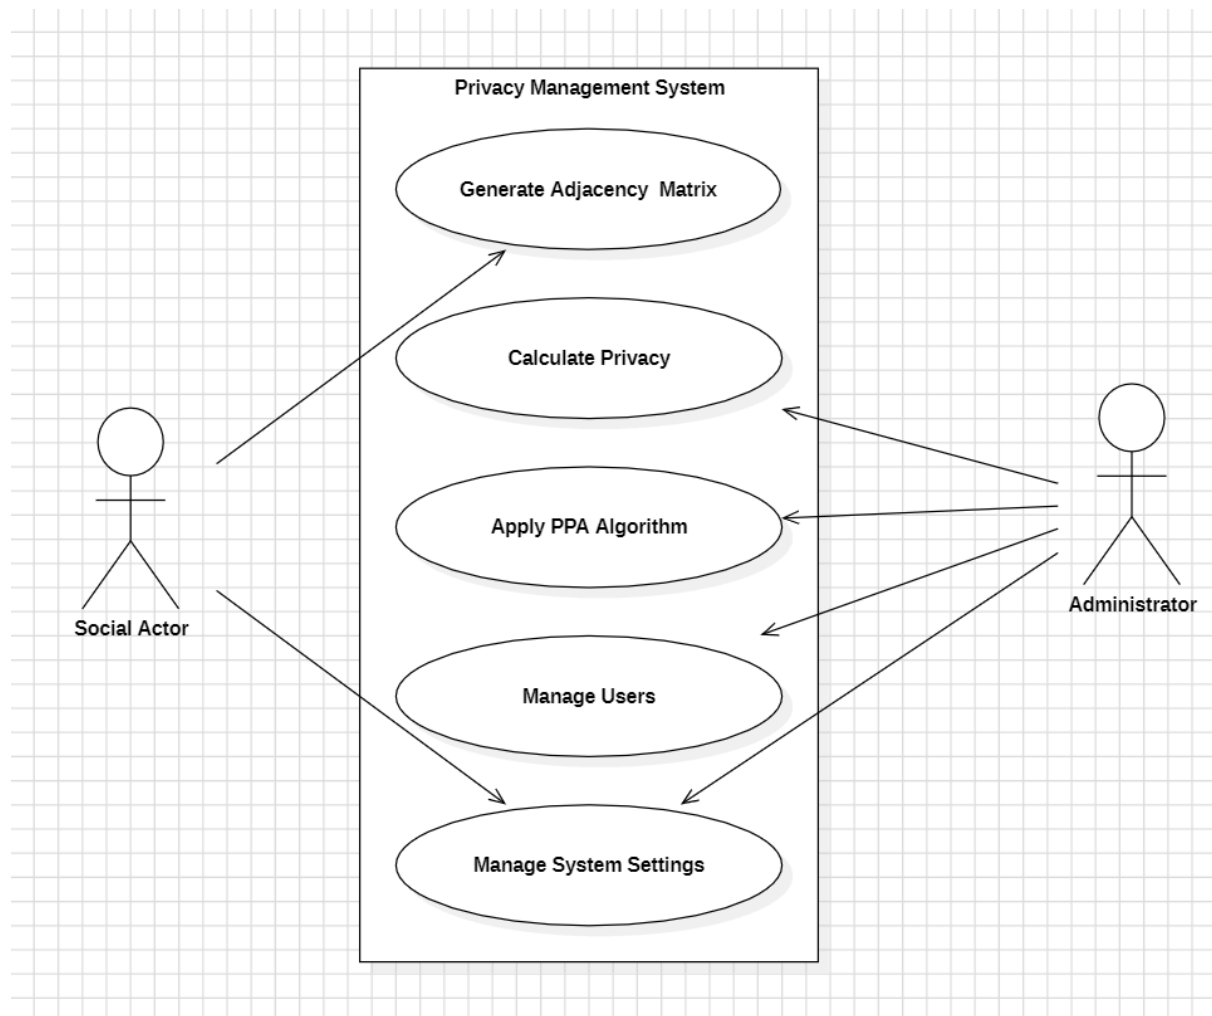 Privacy Management System
Generate Adjacency  Matrix
Calculate Privacy
Apply PPA Algorithm
Administrator
Social Actor
Manage Users
Manage System Settings